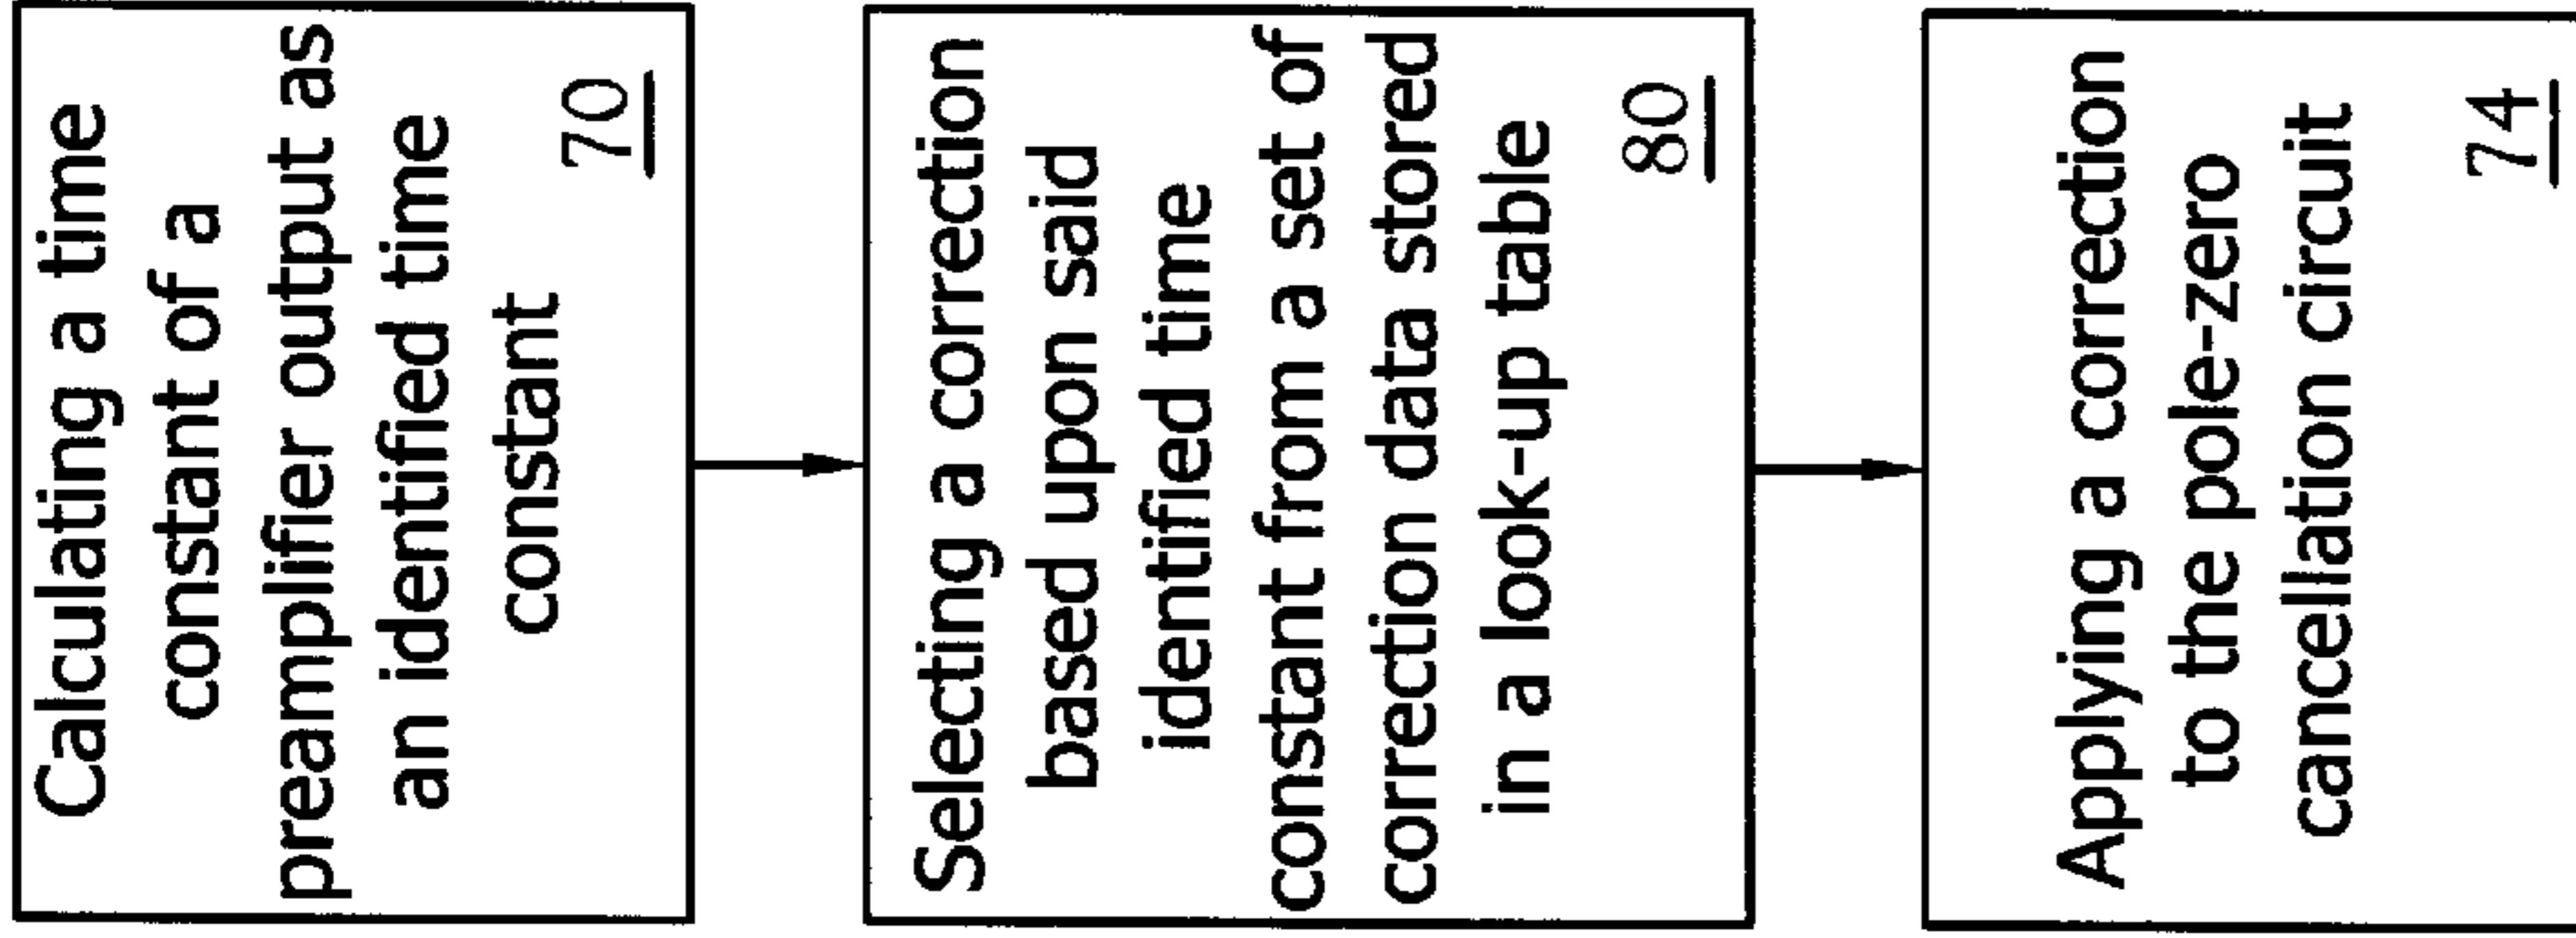 Calculating a time
constant of a
preamplifier output as
an identified time
constant
70
Selecting a correction
based upon said
identified time
constant from a set of
correction data stored
in a look-up table
80
Applying a correction
to the pole-zero
cancellation circuit
74